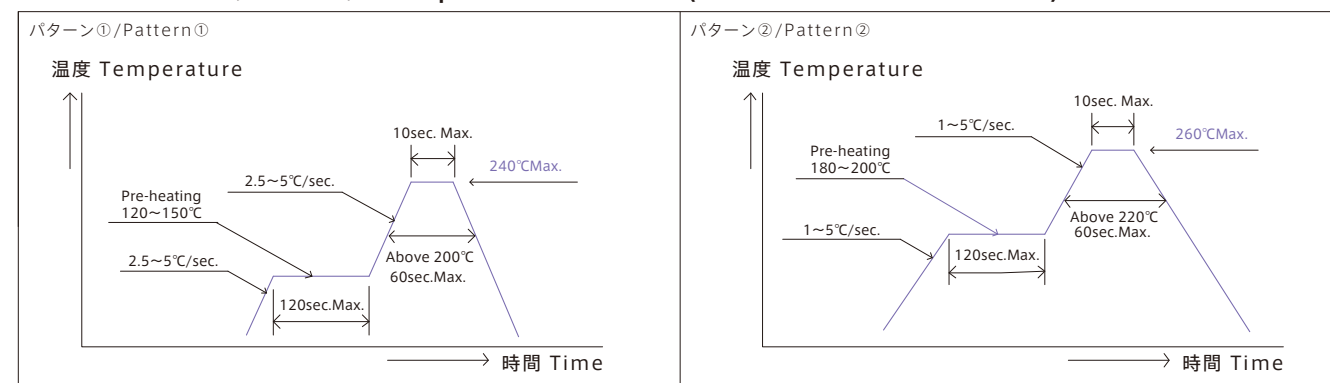 パターン①/Pattern①
温度 Temperature
10sec. Max.
240℃Max.
2.5~5℃/sec.
Pre-heating
120~150℃
Above 200℃
60sec.Max.
2.5~5℃/sec.
120sec.Max.
時間 Time
パターン②/Pattern②
温度 Temperature
10sec. Max.
1~5℃/sec.
260℃Max.
Pre-heating
180~200℃
Above 220℃
60sec.Max.
1~5℃/sec.
120sec.Max.
時間 Time